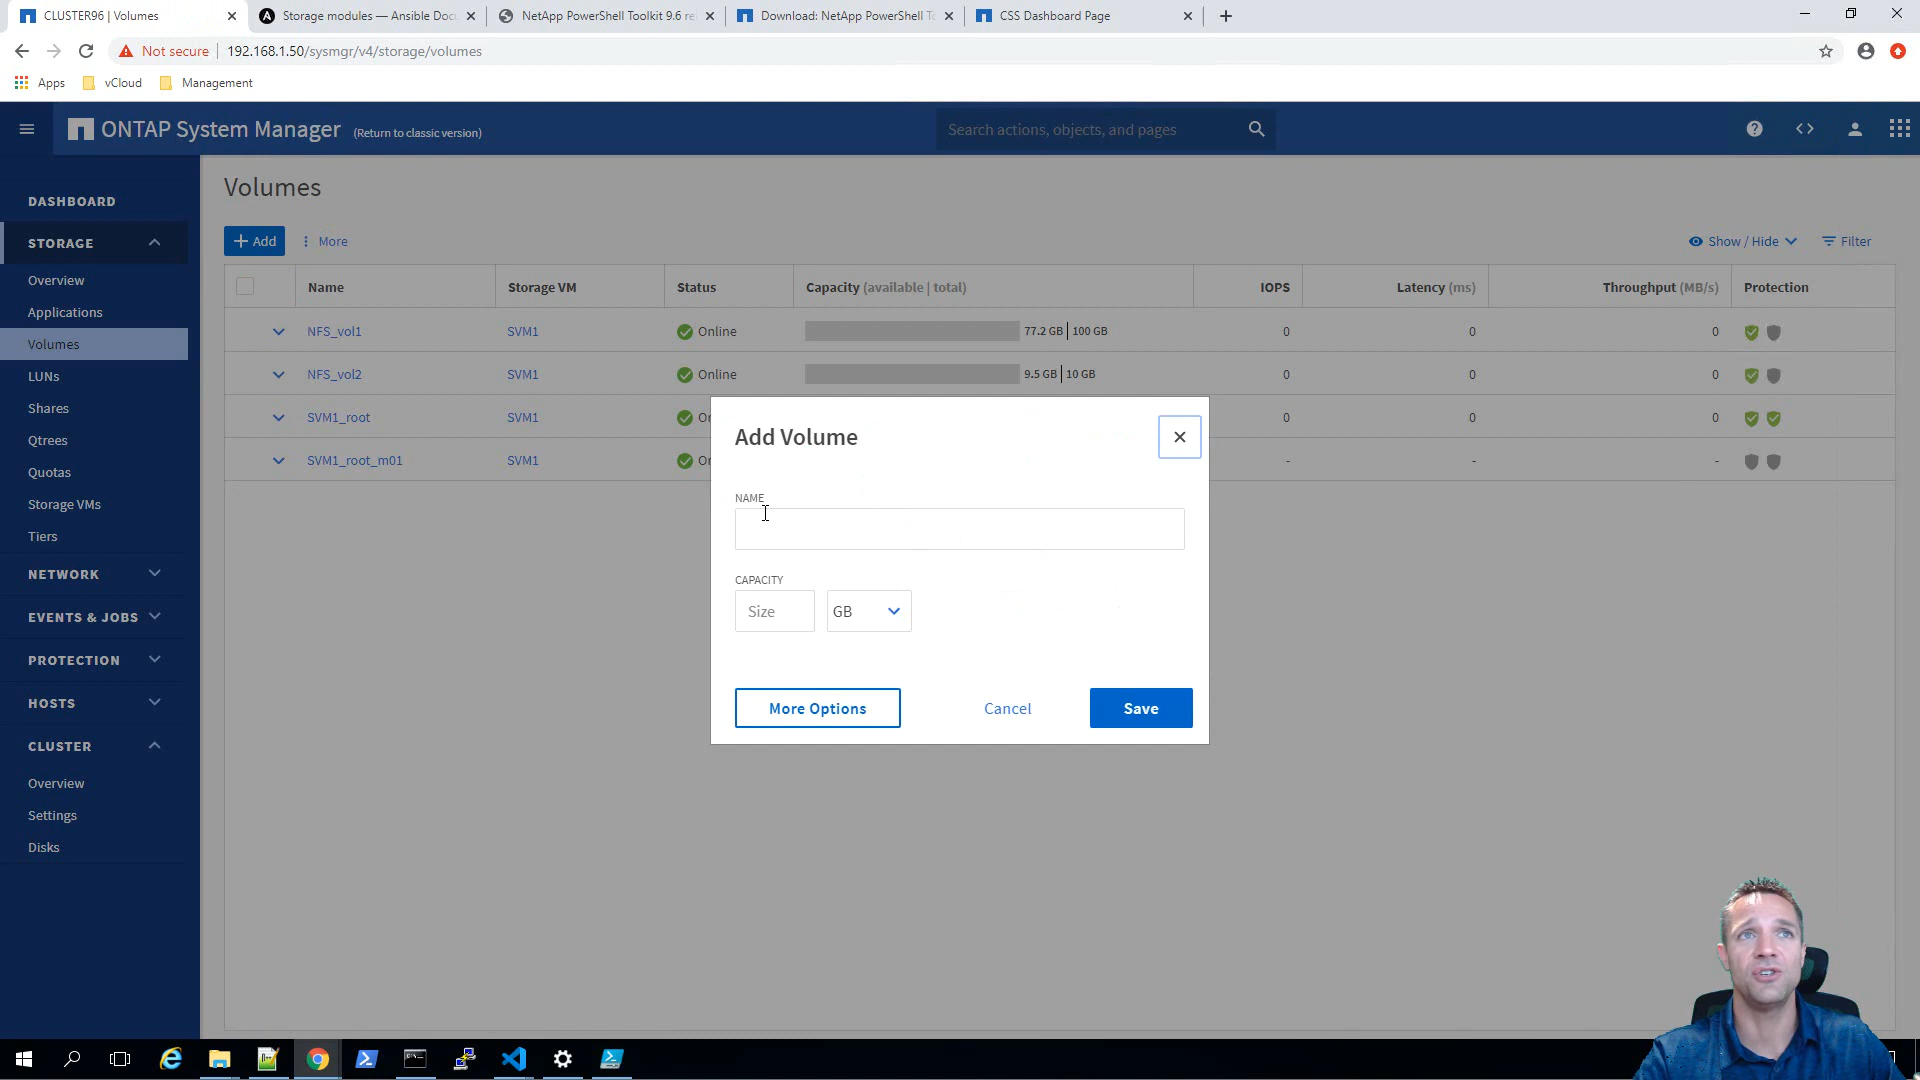 CLUSTER96 | Volumes
Storage modules — Ansible Doc
NetApp PowerShell Toolkit 9.6 re
Download: NetApp PowerShell To
CSS Dashboard Page
Not secure
192.168.1.50/sysmgr/v4/storage/volumes
Apps
vCloud
Management
ONTAP System Manager (Return to classic version)
Search actions, objects, and pages
DASHBOARD
STORAGE
Overview
Applications
Volumes
LUNs
Shares
Qtrees
Quotas
Storage VMs
Tiers
NETWORK
EVENTS & JOBS
PROTECTION
HOSTS
CLUSTER
Overview
Settings
Disks
Volumes
+ Add
More
Show / Hide
Filter
Name Storage VM Status Capacity (available | total) IOPS Latency (ms) Throughput (MB/s) Protection
NFS_vol1 SVM1 Online 77.2 GB 100 GB 0 0 0
NFS_vol2 SVM1 Online 9.5 GB 10 GB 0 0 0
SVM1_root SVM1 0 0 0
SVM1_root_m01 SVM1 - - -
Add Volume
NAME
CAPACITY
Size
GB
More Options
Cancel
Save